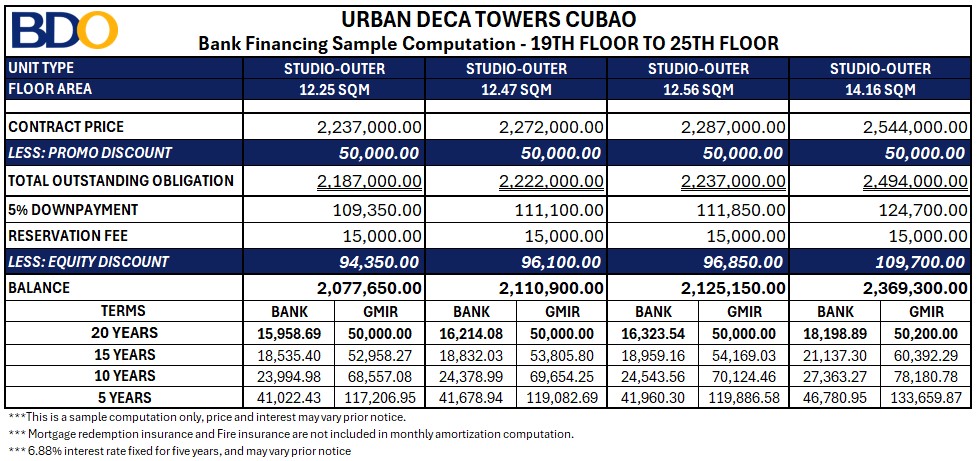 BDO
URBAN DECA TOWERS CUBAO
Bank Financing Sample Computation - 19TH FLOOR TO 25TH FLOOR
UNIT TYPE STUDIO-OUTER STUDIO-OUTER STUDIO-OUTER STUDIO-OUTER
FLOOR AREA 12.25 SQM 12.47 SQM 12.56 SQM 14.16 SQM
CONTRACT PRICE 2,237,000.00 2,272,000.00 2,287,000.00 2,544,000.00
LESS: PROMO DISCOUNT 50,000.00 50,000.00 50,000.00 50,000.00
TOTAL OUTSTANDING OBLIGATION 2,187,000.00 2,222,000.00 2,237,000.00 2,494,000.00
5% DOWNPAYMENT 109,350.00 111,100.00 111,850.00 124,700.00
RESERVATION FEE 15,000.00 15,000.00 15,000.00 15,000.00
LESS: EQUITY DISCOUNT 94,350.00 96,100.00 96,850.00 109,700.00
BALANCE 2,077,650.00 2,110,900.00 2,125,150.00 2,369,300.00
TERMS BANK GMIR BANK GMIR BANK GMIR BANK GMIR
20 YEARS 15,958.69 50,000.00 16,214.08 50,000.00 16,323.54 50,000.00 18,198.89 50,200.00
15 YEARS 18,535.40 52,958.27 18,832.03 53,805.80 18,959.16 54,169.03 21,137.30 60,392.29
10 YEARS 23,994.98 68,557.08 24,378.99 69,654.25 24,543.56 70,124.46 27,363.27 78,180.78
5 YEARS 41,022.43 117,206.95 41,678.94 119,082.69 41,960.30 119,886.58 46,780.95 133,659.87
***This is a sample computation only, price and interest may vary prior notice.
*** Mortgage redemption insurance and Fire insurance are not included in monthly amortization computation.
*** 6.88% interest rate fixed for five years, and may vary prior notice